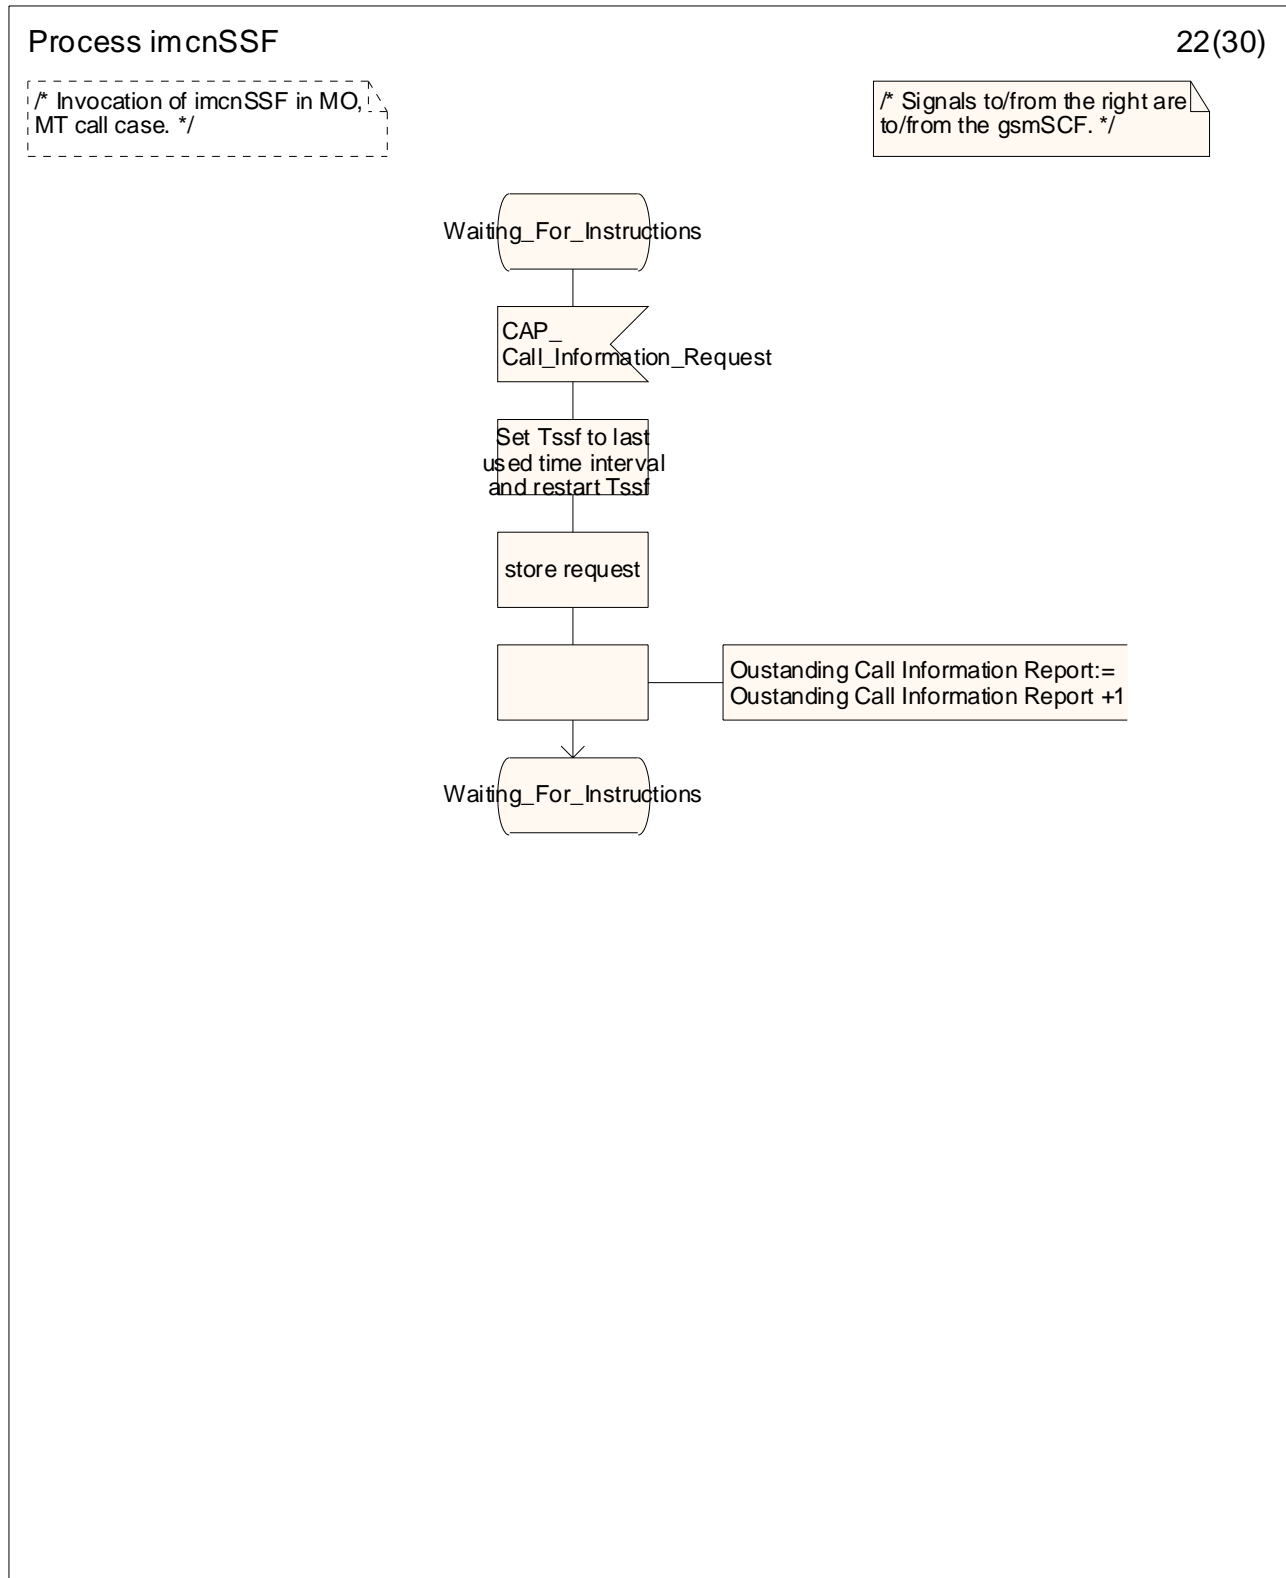 Process imcnSSF
22(30)
/* Invocation of imcnSSF in MO,
MT call case. */
/* Signals to/from the right are
to/from the gsmSCF. */
Waiting_For_Instructions
CAP_
Call_Information_Request
Set Tssf to last
used time interval
and restart Tssf
store request
Oustanding Call Information Report:=
Oustanding Call Information Report +1
Waiting_For_Instructions